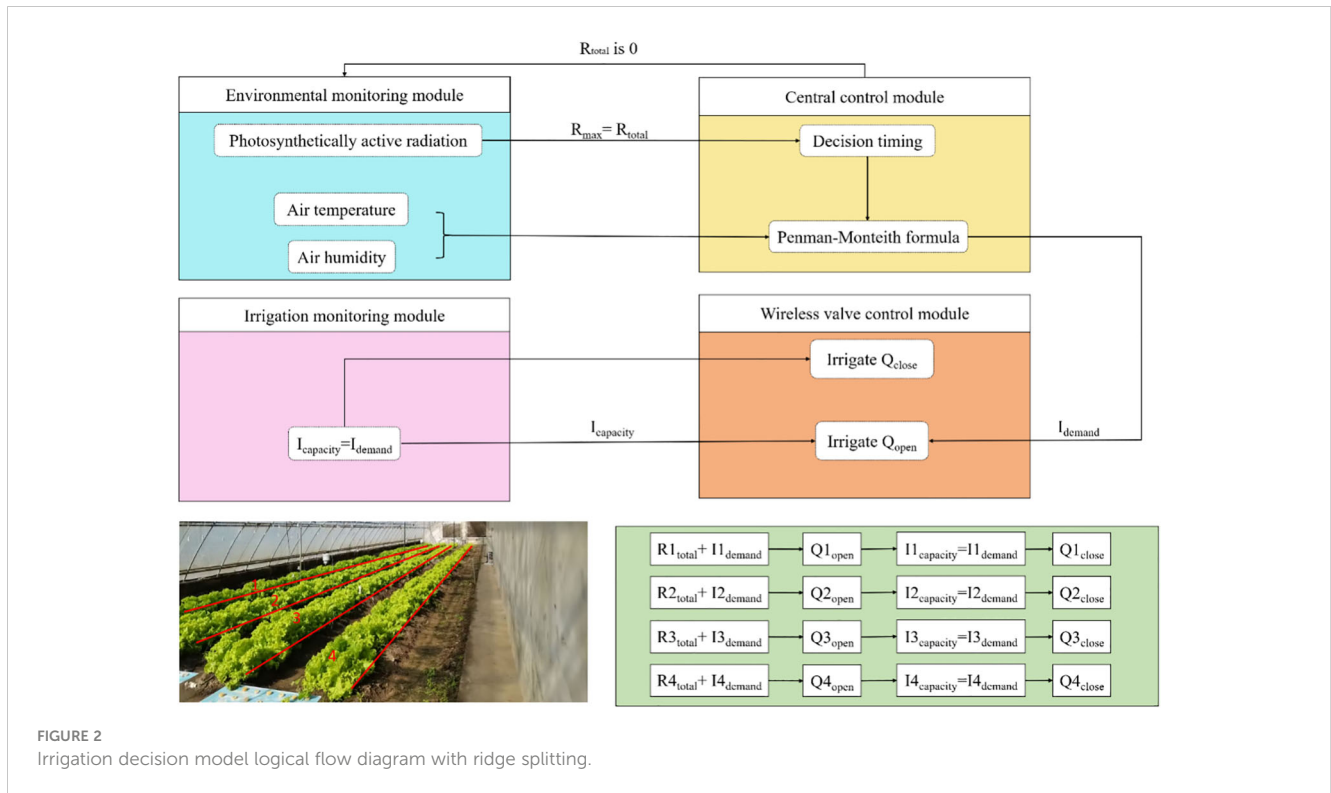 R_total is 0
Environmental monitoring module
Central control module
Photosynthetically active radiation
R_max= R_total
Decision timing
Air temperature
Air humidity
Penman-Monteith formula
Irrigation monitoring module
Wireless valve control module
Irrigate Q_close
I_capacity=I_demand
I_capacity
Irrigate Q_open
I_demand
1
2
3
4
R1_total+ I1_demand
Q1_open
I1_capacity=I1_demand
Q1_close
R2_total+ I2_demand
Q2_open
I2_capacity=I2_demand
Q2_close
R3_total+ I3_demand
Q3_open
I3_capacity=I3_demand
Q3_close
R4_total+ I4_demand
Q4_open
I4_capacity=I4_demand
Q4_close
FIGURE 2
Irrigation decision model logical flow diagram with ridge splitting.